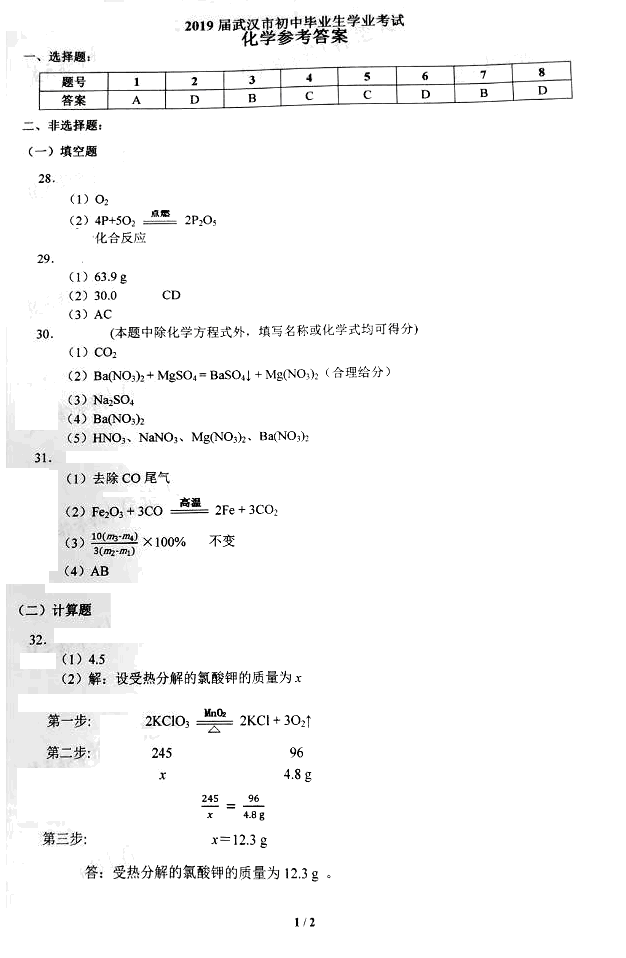 2019 届武汉市初中毕业生学业考试
化学参考答案
一、选择题：
题号 1 2 3 4 5 6 7 8
答案 A D B C C D B D
二、非选择题：
（一）填空题
28.
（1）O₂
（2）4P+5O₂ 点燃 2P₂O₅
化合反应
29.
（1）63.9 g
（2）30.0 CD
（3）AC
30. (本题中除化学方程式外，填写名称或化学式均可得分)
（1）CO₂
（2）Ba(NO₃)₂ + MgSO₄ = BaSO₄↓ + Mg(NO₃)₂（合理给分）
（3）Na₂SO₄
（4）Ba(NO₃)₂
（5）HNO₃、NaNO₃、Mg(NO₃)₂、Ba(NO₃)₂
31.
（1）去除 CO 尾气
（2）Fe₂O₃ + 3CO 高温 2Fe + 3CO₂
（3）10(m₃-m₄)/3(m₂-m₁) ×100% 不变
（4）AB
（二）计算题
32.
（1）4.5
（2）解：设受热分解的氯酸钾的质量为 x
第一步: 2KClO₃ MnO₂ △ 2KCl + 3O₂↑
第二步: 245 96
x 4.8 g
245/x = 96/4.8 g
第三步: x＝12.3 g
答：受热分解的氯酸钾的质量为 12.3 g 。
1 / 2